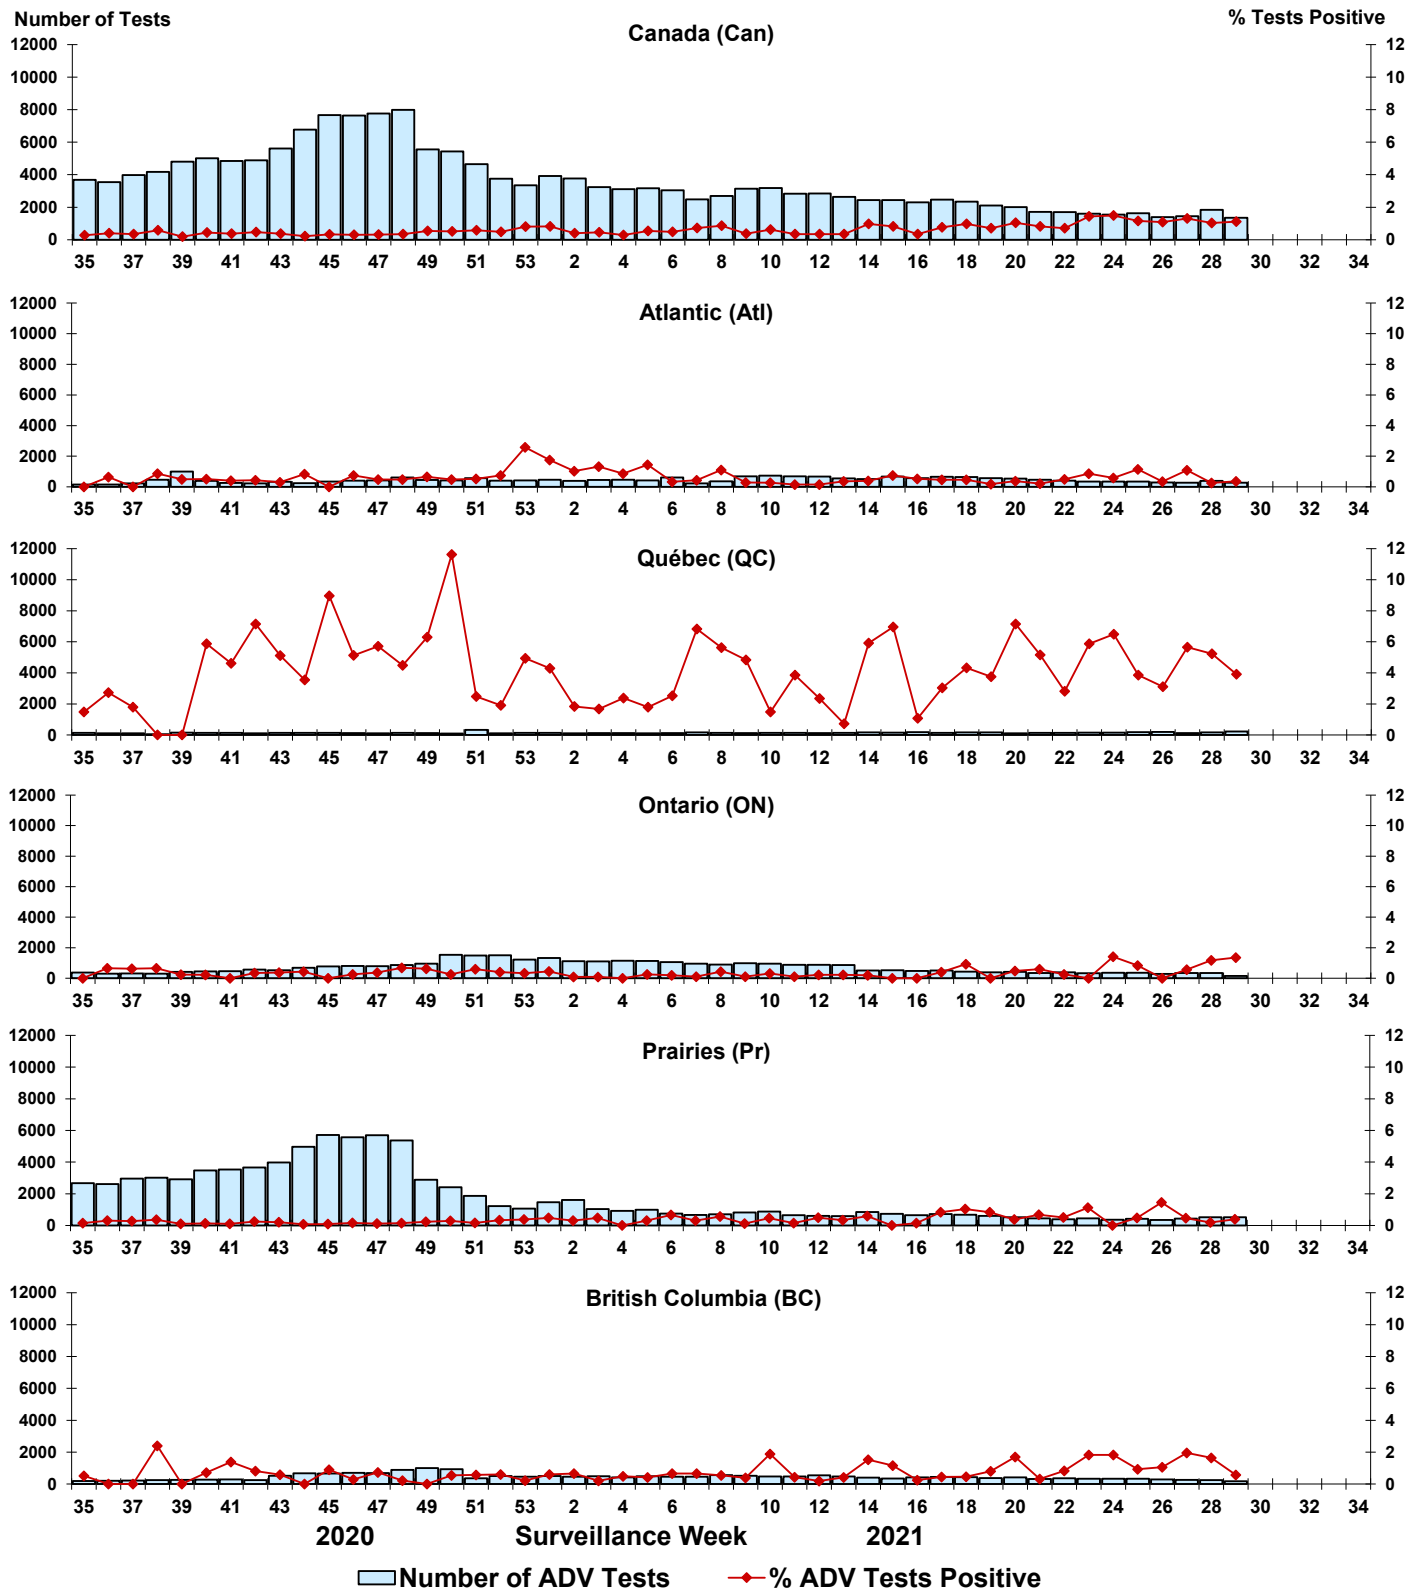 Number of Tests % Tests Positive
Canada (Can)
12000 12
10000 10
8000 8
6000 6
4000 4
2000 2
0 0
35 37 39 41 43 45 47 49 51 53 2 4 6 8 10 12 14 16 18 20 22 24 26 28 30 32 34
Atlantic (Atl)
12000 12
10000 10
8000 8
6000 6
4000 4
2000 2
0 0
35 37 39 41 43 45 47 49 51 53 2 4 6 8 10 12 14 16 18 20 22 24 26 28 30 32 34
Québec (QC)
12000 12
10000 10
8000 8
6000 6
4000 4
2000 2
0 0
35 37 39 41 43 45 47 49 51 53 2 4 6 8 10 12 14 16 18 20 22 24 26 28 30 32 34
Ontario (ON)
12000 12
10000 10
8000 8
6000 6
4000 4
2000 2
0 0
35 37 39 41 43 45 47 49 51 53 2 4 6 8 10 12 14 16 18 20 22 24 26 28 30 32 34
Prairies (Pr)
12000 12
10000 10
8000 8
6000 6
4000 4
2000 2
0 0
35 37 39 41 43 45 47 49 51 53 2 4 6 8 10 12 14 16 18 20 22 24 26 28 30 32 34
British Columbia (BC)
12000 12
10000 10
8000 8
6000 6
4000 4
2000 2
0 0
35 37 39 41 43 45 47 49 51 53 2 4 6 8 10 12 14 16 18 20 22 24 26 28 30 32 34
2020 Surveillance Week 2021
Number of ADV Tests % ADV Tests Positive